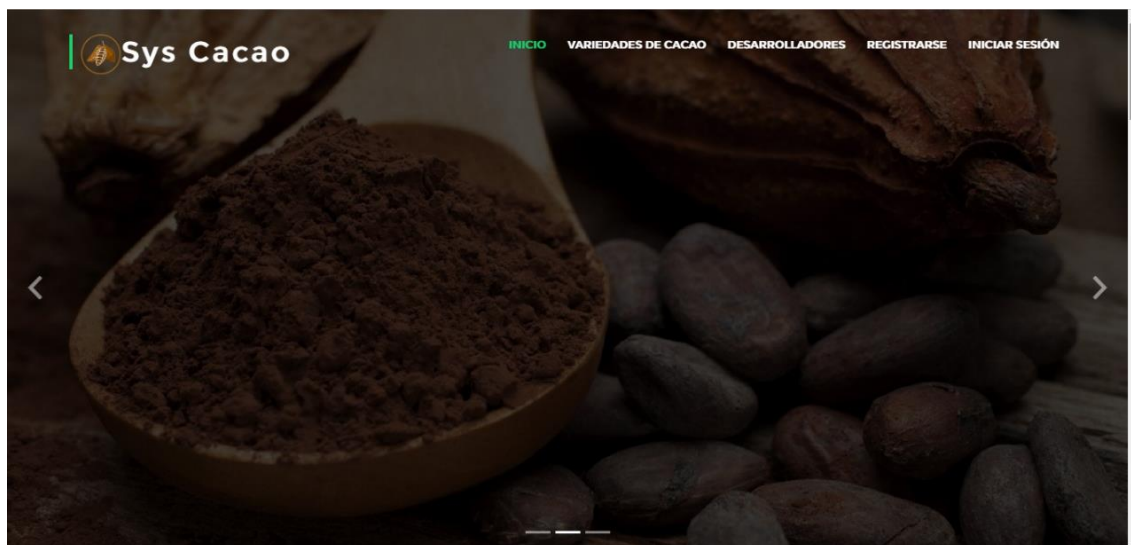 Sys Cacao
INICIO VARIEDADES DE CACAO DESARROLLADORES REGISTRARSE INICIAR SESIÓN